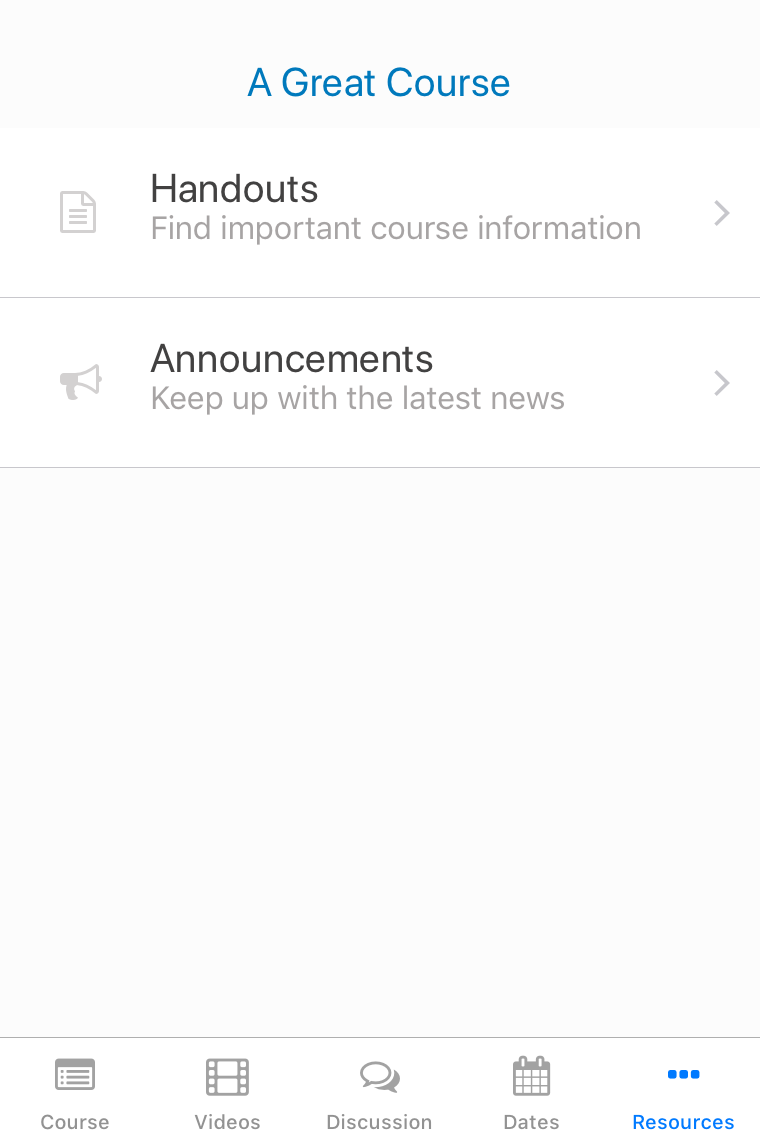 A Great Course
Handouts
Find important course information
Announcements
Keep up with the latest news
Course
Videos
Discussion
Dates
Resources